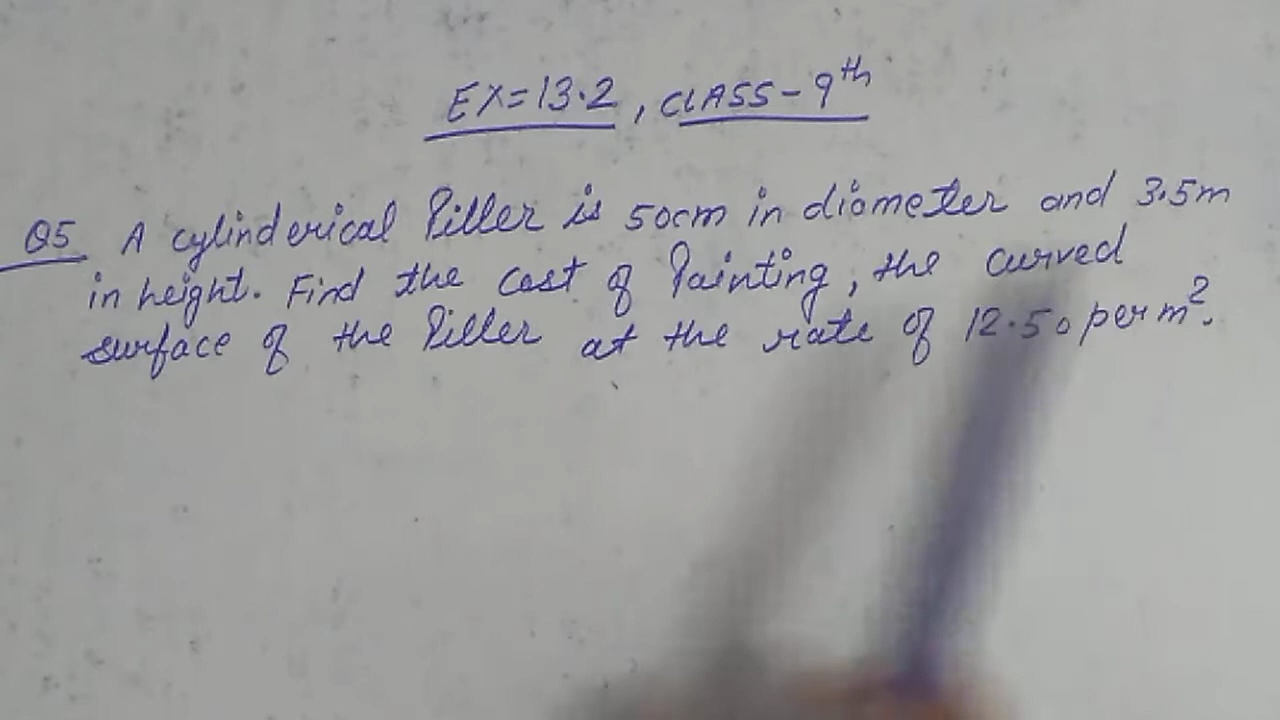 EX=13.2, CLASS-9th
Q5 A cylinderical Piller is 50cm in diameter and 3.5m
in height. Find the cost of Painting, the curved
surface of the Piller at the rate of 12.50 per m².